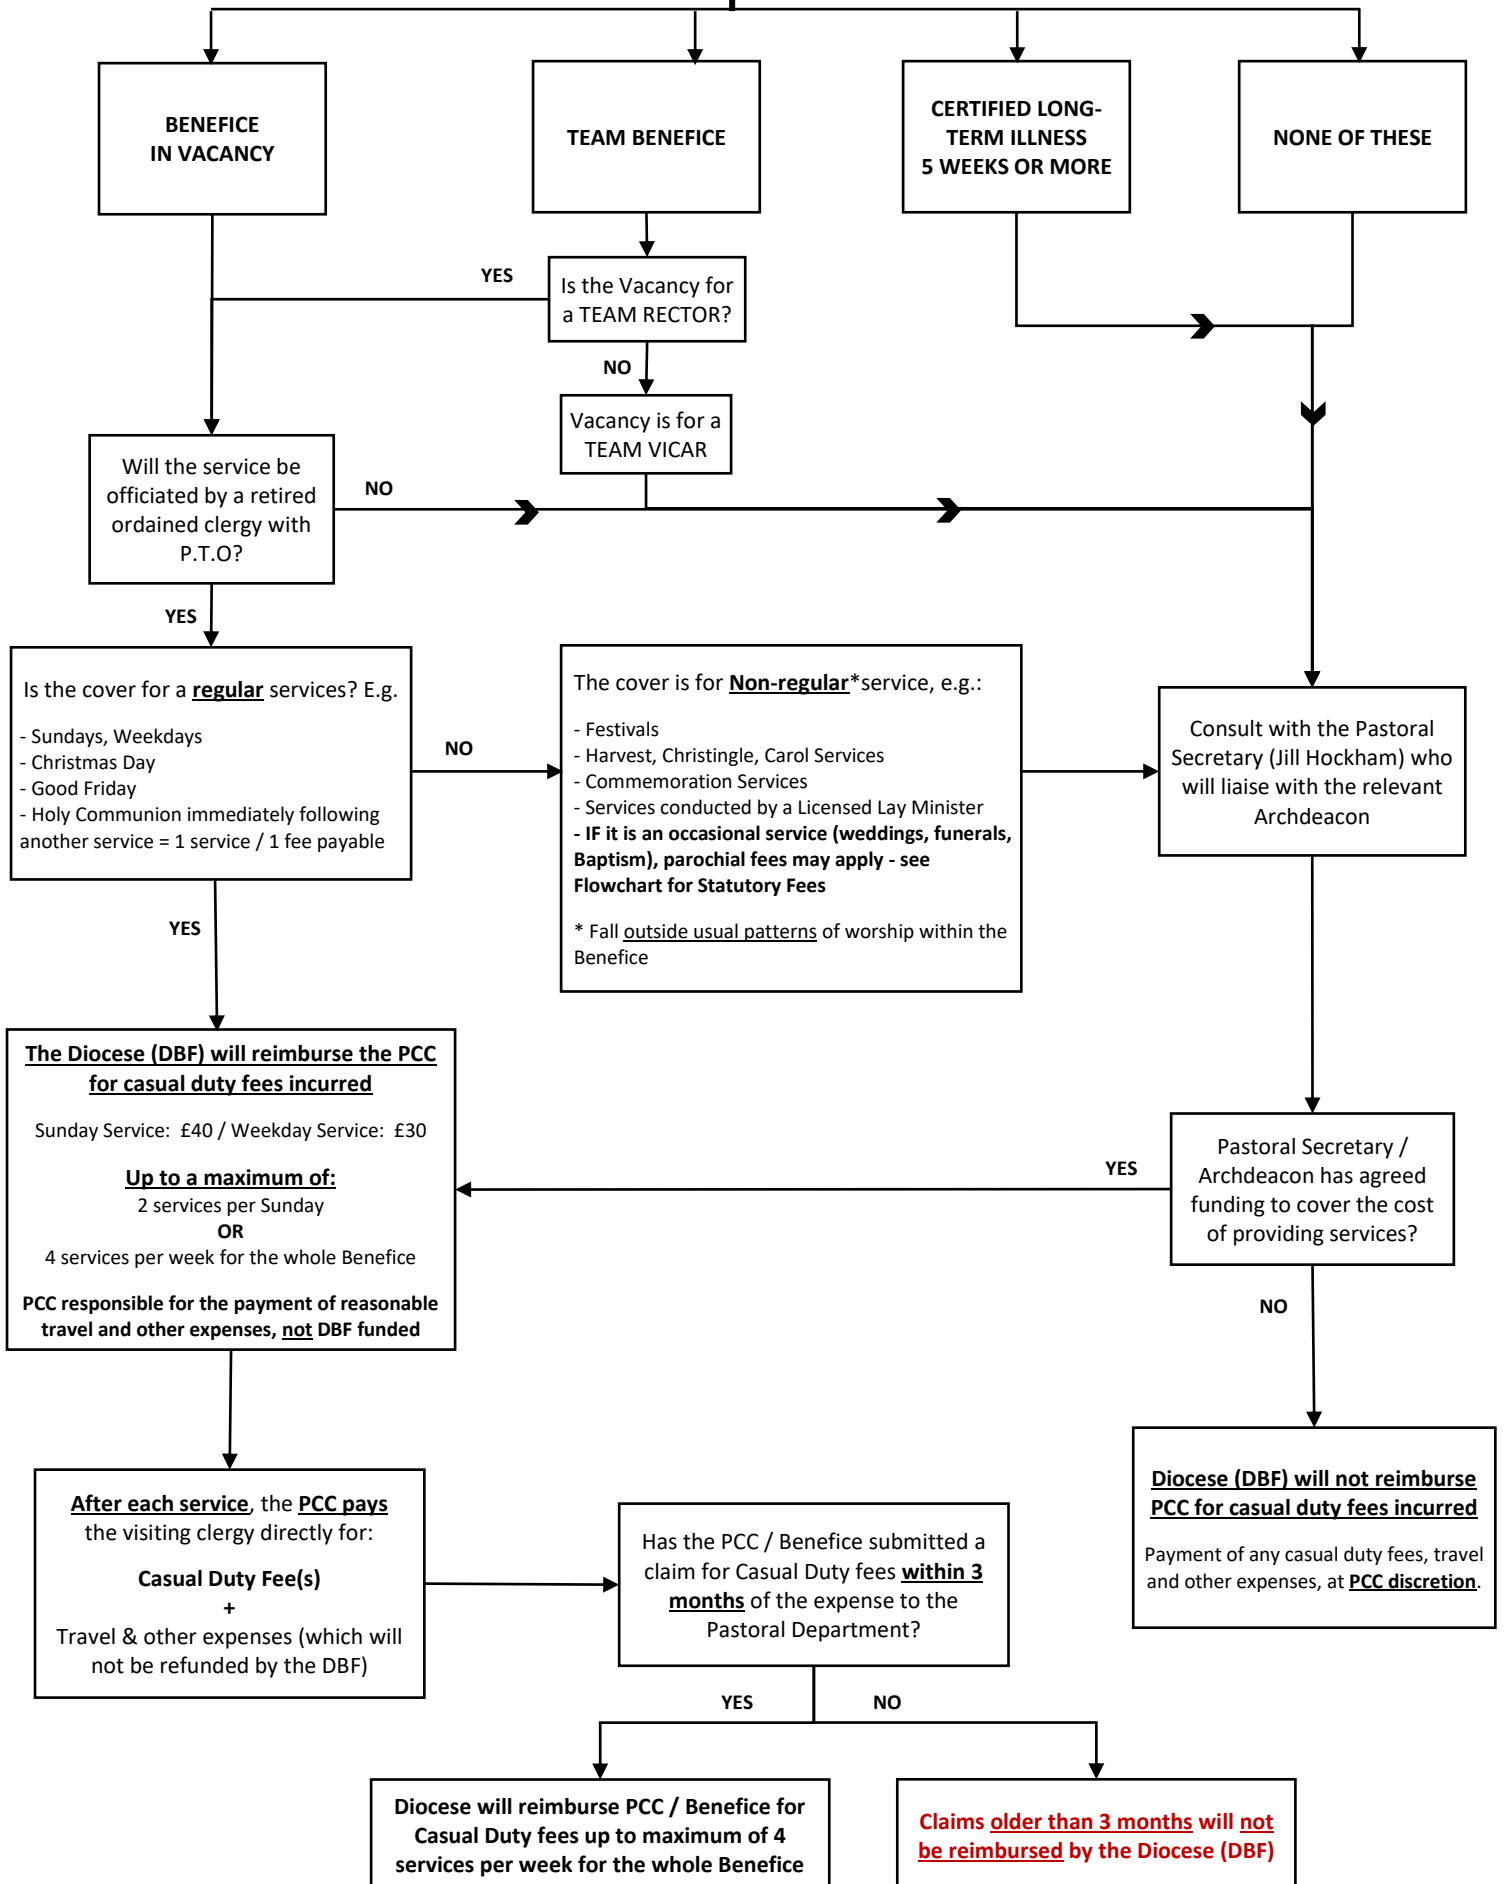 BENEFICE
IN VACANCY
TEAM BENEFICE
CERTIFIED LONG-
TERM ILLNESS
5 WEEKS OR MORE
NONE OF THESE
YES
Is the Vacancy for
a TEAM RECTOR?
NO
Vacancy is for a
TEAM VICAR
Will the service be
officiated by a retired
ordained clergy with
P.T.O?
NO
YES
Is the cover for a regular services? E.g.
- Sundays, Weekdays
- Christmas Day
- Good Friday
- Holy Communion immediately following
another service = 1 service / 1 fee payable
NO
The cover is for Non-regular*service, e.g.:
- Festivals
- Harvest, Christingle, Carol Services
- Commemoration Services
- Services conducted by a Licensed Lay Minister
- IF it is an occasional service (weddings, funerals,
Baptism), parochial fees may apply - see
Flowchart for Statutory Fees
* Fall outside usual patterns of worship within the
Benefice
Consult with the Pastoral
Secretary (Jill Hockham) who
will liaise with the relevant
Archdeacon
YES
The Diocese (DBF) will reimburse the PCC
for casual duty fees incurred
Sunday Service: £40 / Weekday Service: £30
Up to a maximum of:
2 services per Sunday
OR
4 services per week for the whole Benefice
PCC responsible for the payment of reasonable
travel and other expenses, not DBF funded
YES
Pastoral Secretary /
Archdeacon has agreed
funding to cover the cost
of providing services?
NO
Diocese (DBF) will not reimburse
PCC for casual duty fees incurred
Payment of any casual duty fees, travel
and other expenses, at PCC discretion.
After each service, the PCC pays
the visiting clergy directly for:
Casual Duty Fee(s)
+
Travel & other expenses (which will
not be refunded by the DBF)
Has the PCC / Benefice submitted a
claim for Casual Duty fees within 3
months of the expense to the
Pastoral Department?
YES
NO
Diocese will reimburse PCC / Benefice for
Casual Duty fees up to maximum of 4
services per week for the whole Benefice
Claims older than 3 months will not
be reimbursed by the Diocese (DBF)